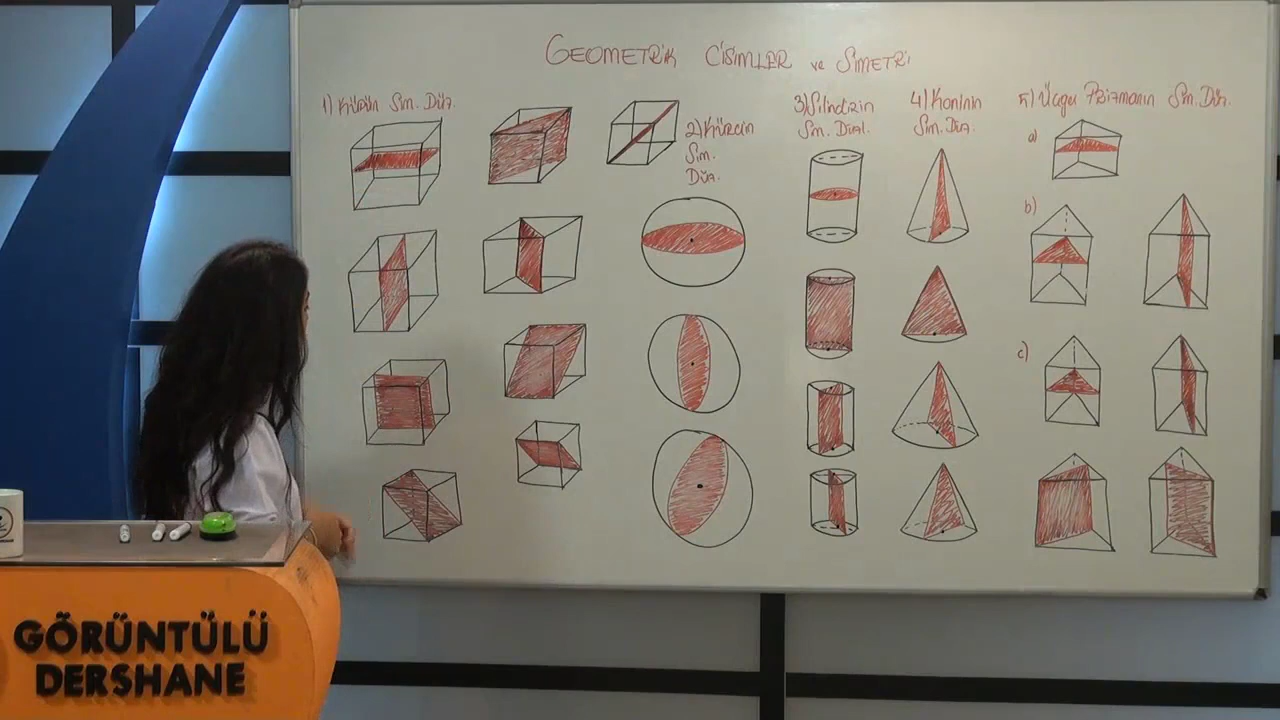 GEOMETRİK CİSİMLER ve SİMETRİ
1) Küpün Sim. Düz.
2) Kürenin
Sim.
Düz.
3) Silindirin
Sim. Düzl.
4) Koninin
Sim. Düz.
5) Üçgen Prizmanın Sim. Düz.
a)
b)
c)
GÖRÜNTÜLÜ
DERSHANE